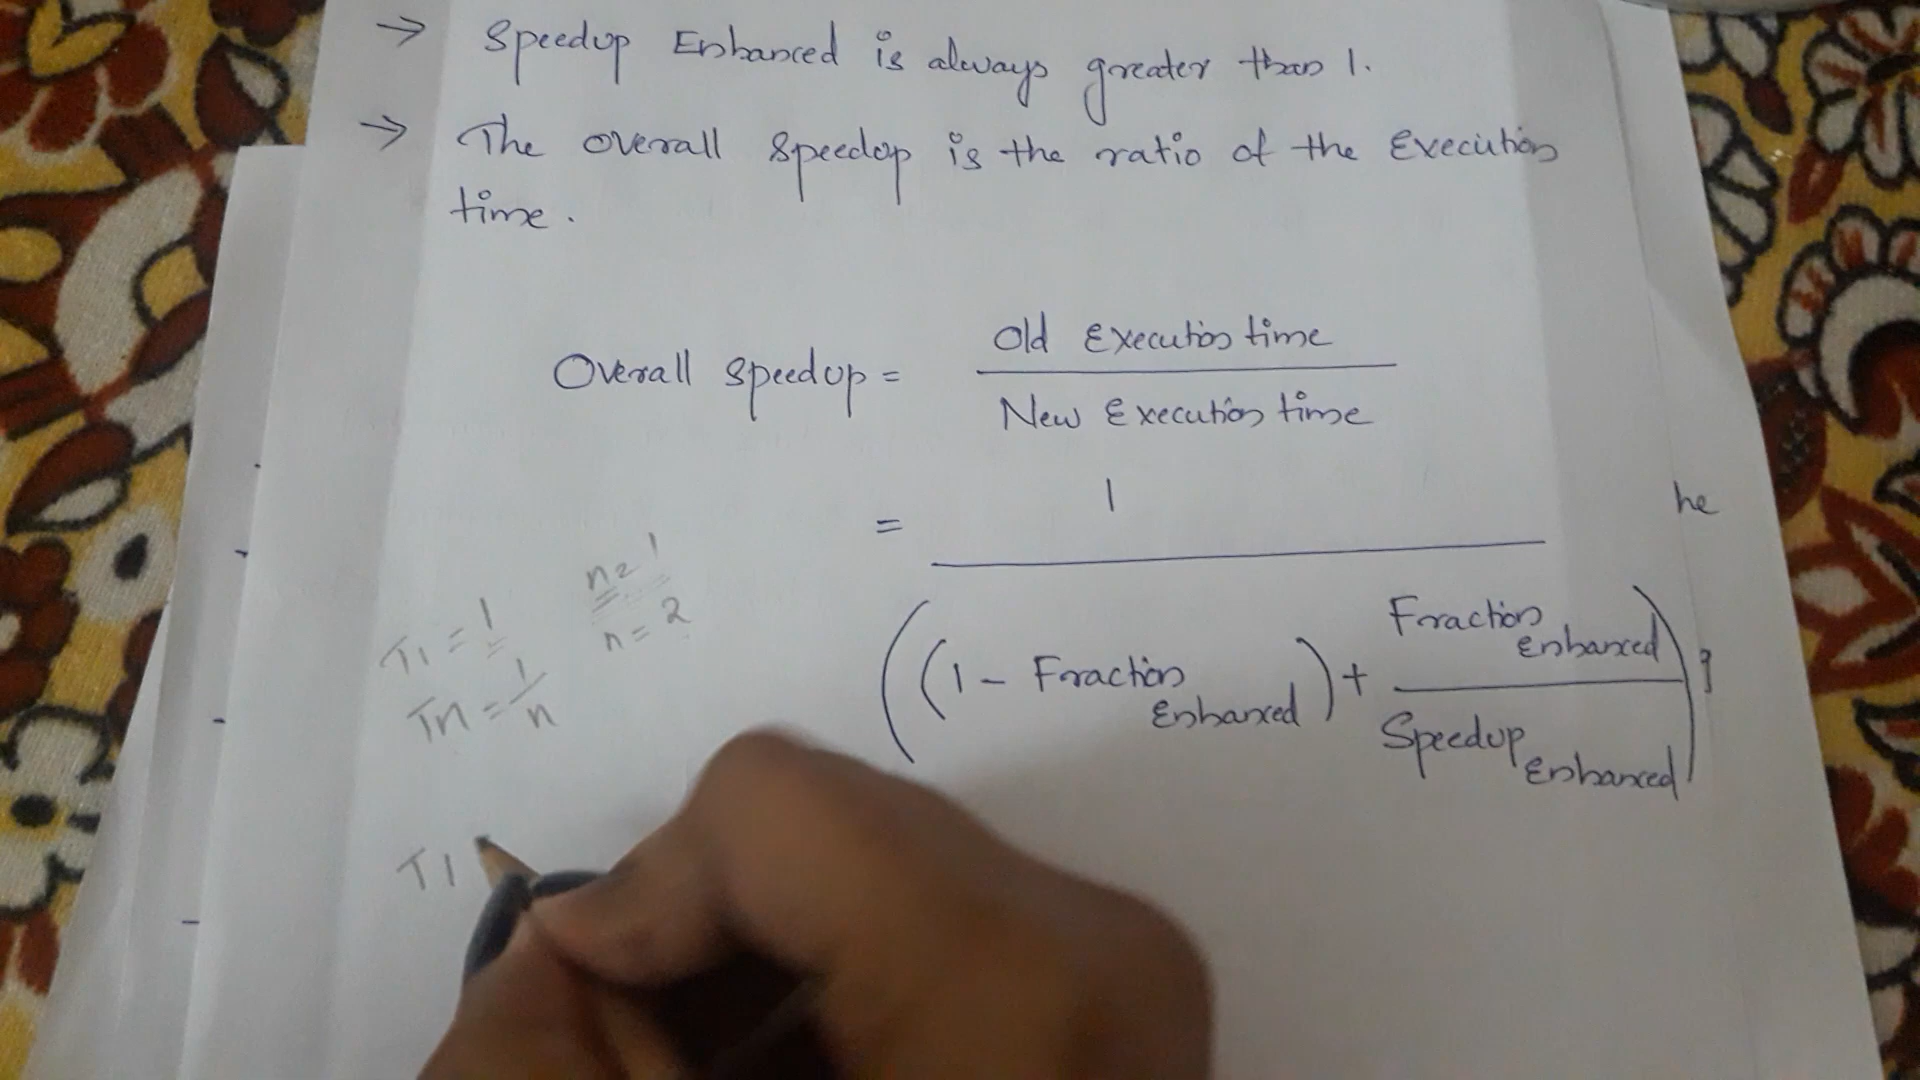 → Speedup Enhanced is always greater than 1.
→ The overall speedup is the ratio of the Execution
time.
Overall speedup = Old Execution time / New Execution time
= 1 / ((1 - Fraction Enhanced) + Fraction Enhanced / Speedup Enhanced)
he
T1 = 1
Tn = 1/n
n = 1
n = 2
T1